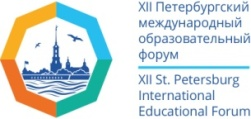 XII Петербургский
международный
образовательный
форум
XII St. Petersburg
International
Educational Forum